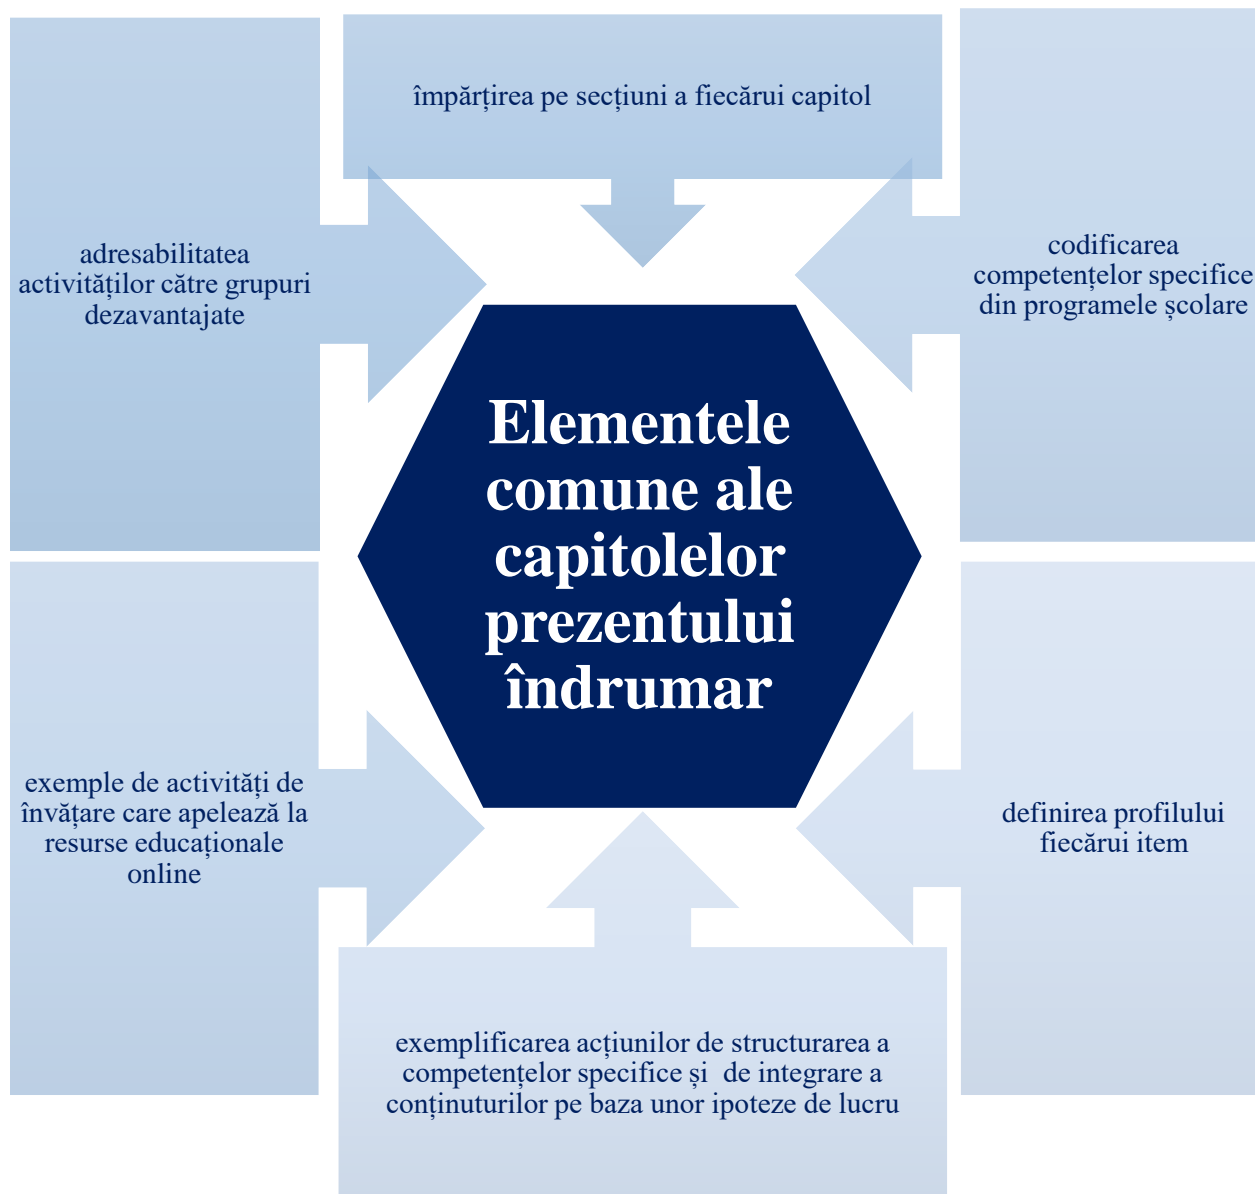 împărțirea pe secțiuni a fiecărui capitol
adresabilitatea
activităților către grupuri
dezavantajate
codificarea
competențelor specifice
din programele școlare
Elementele
comune ale
capitolelor
prezentului
îndrumar
exemple de activități de
învățare care apelează la
resurse educaționale
online
definirea profilului
fiecărui item
exemplificarea acțiunilor de structurarea a
competențelor specifice și  de integrare a
conținuturilor pe baza unor ipoteze de lucru